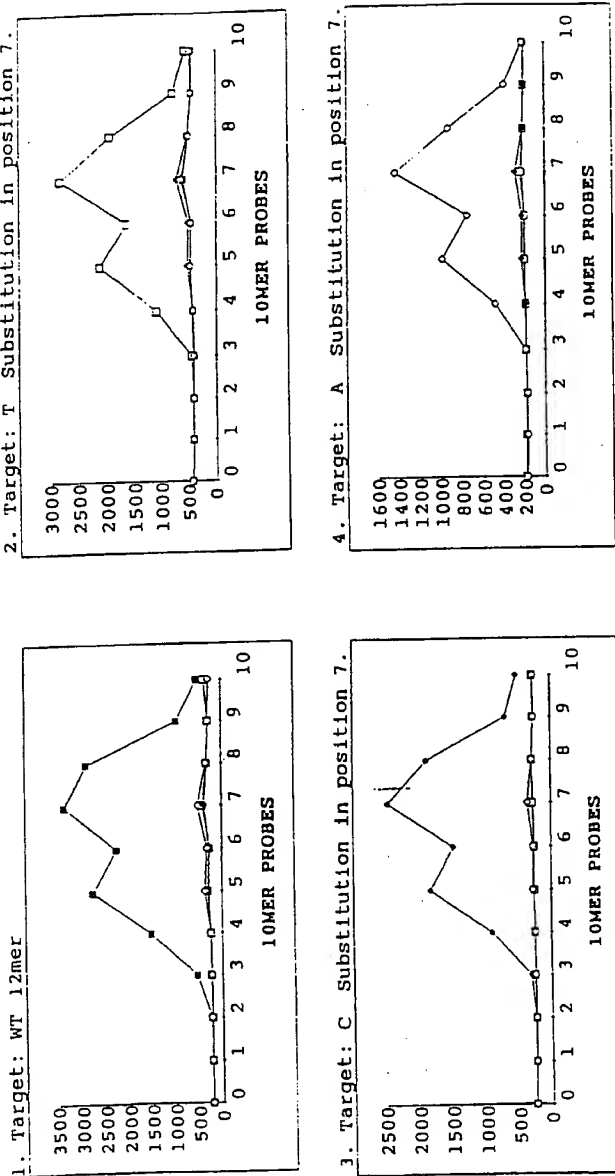 1. Target: WT 12mer
3500
3000
2500
2000
1500
1000
500
0
0 1 2 3 4 5 6 7 8 9 10
10MER PROBES
2. Target: T Substitution in position 7.
3000
2500
2000
1500
1000
500
0
0 1 2 3 4 5 6 7 8 9 10
10MER PROBES
3. Target: C Substitution in position 7.
2500
2000
1500
1000
500
0
0 1 2 3 4 5 6 7 8 9 10
10MER PROBES
4. Target: A Substitution in position 7.
1600
1400
1200
1000
800
600
400
200
0
0 1 2 3 4 5 6 7 8 9 10
10MER PROBES